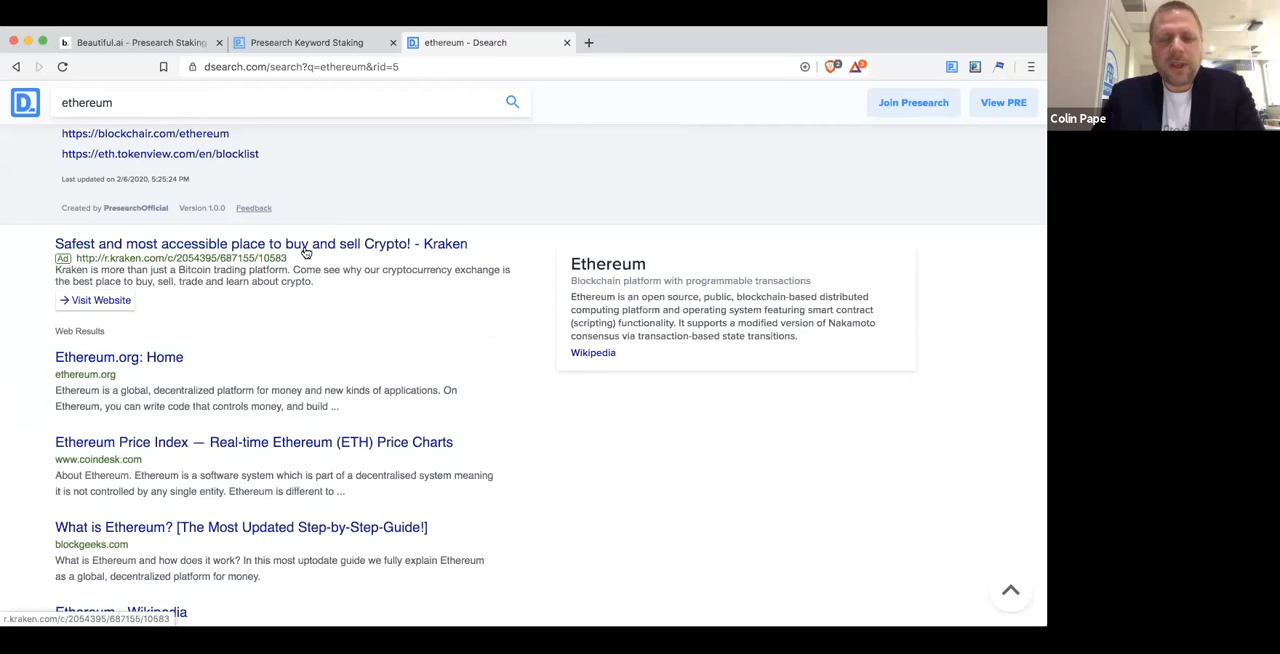 b. Beautiful.ai - Presearch Staking
Presearch Keyword Staking
D. ethereum - Dsearch
dsearch.com/search?q=ethereum&rid=5
D. ethereum
Join Presearch
View PRE
Colin Pape
https://blockchair.com/ethereum
https://eth.tokenview.com/en/blocklist
Last updated on 2/6/2020, 5:25:24 PM
Created by PresearchOfficial Version 1.0.0 Feedback
Safest and most accessible place to buy and sell Crypto! - Kraken
Ad http://r.kraken.com/c/2054395/687155/10583
Kraken is more than just a Bitcoin trading platform. Come see why our cryptocurrency exchange is
the best place to buy, sell, trade and learn about crypto.
→ Visit Website
Web Results
Ethereum.org: Home
ethereum.org
Ethereum is a global, decentralized platform for money and new kinds of applications. On
Ethereum, you can write code that controls money, and build ...
Ethereum Price Index — Real-time Ethereum (ETH) Price Charts
www.coindesk.com
About Ethereum. Ethereum is a software system which is part of a decentralised system meaning
it is not controlled by any single entity. Ethereum is different to ...
What is Ethereum? [The Most Updated Step-by-Step-Guide!]
blockgeeks.com
What is Ethereum and how does it work? In this most uptodate guide we fully explain Ethereum
as a global, decentralized platform for money.
Ethereum - Wikipedia
r.kraken.com/c/2054395/687155/10583
Ethereum
Blockchain platform with programmable transactions
Ethereum is an open source, public, blockchain-based distributed
computing platform and operating system featuring smart contract
(scripting) functionality. It supports a modified version of Nakamoto
consensus via transaction-based state transitions.
Wikipedia